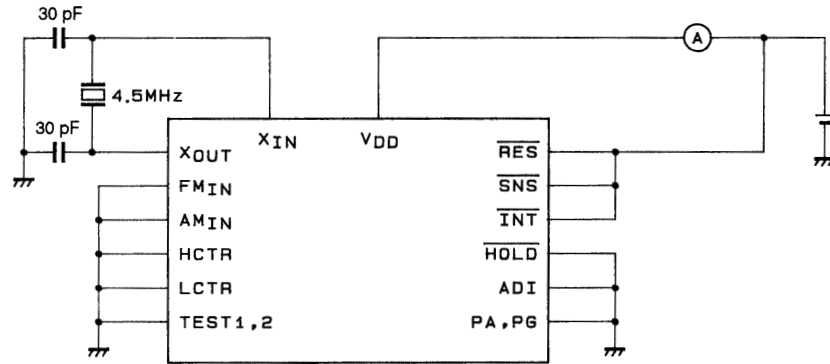 30 pF
A
4.5MHz
30 pF
XIN
VDD
XOUT
RES
FMIN
SNS
AMIN
INT
HCTR
HOLD
LCTR
ADI
TEST1,2
PA,PG